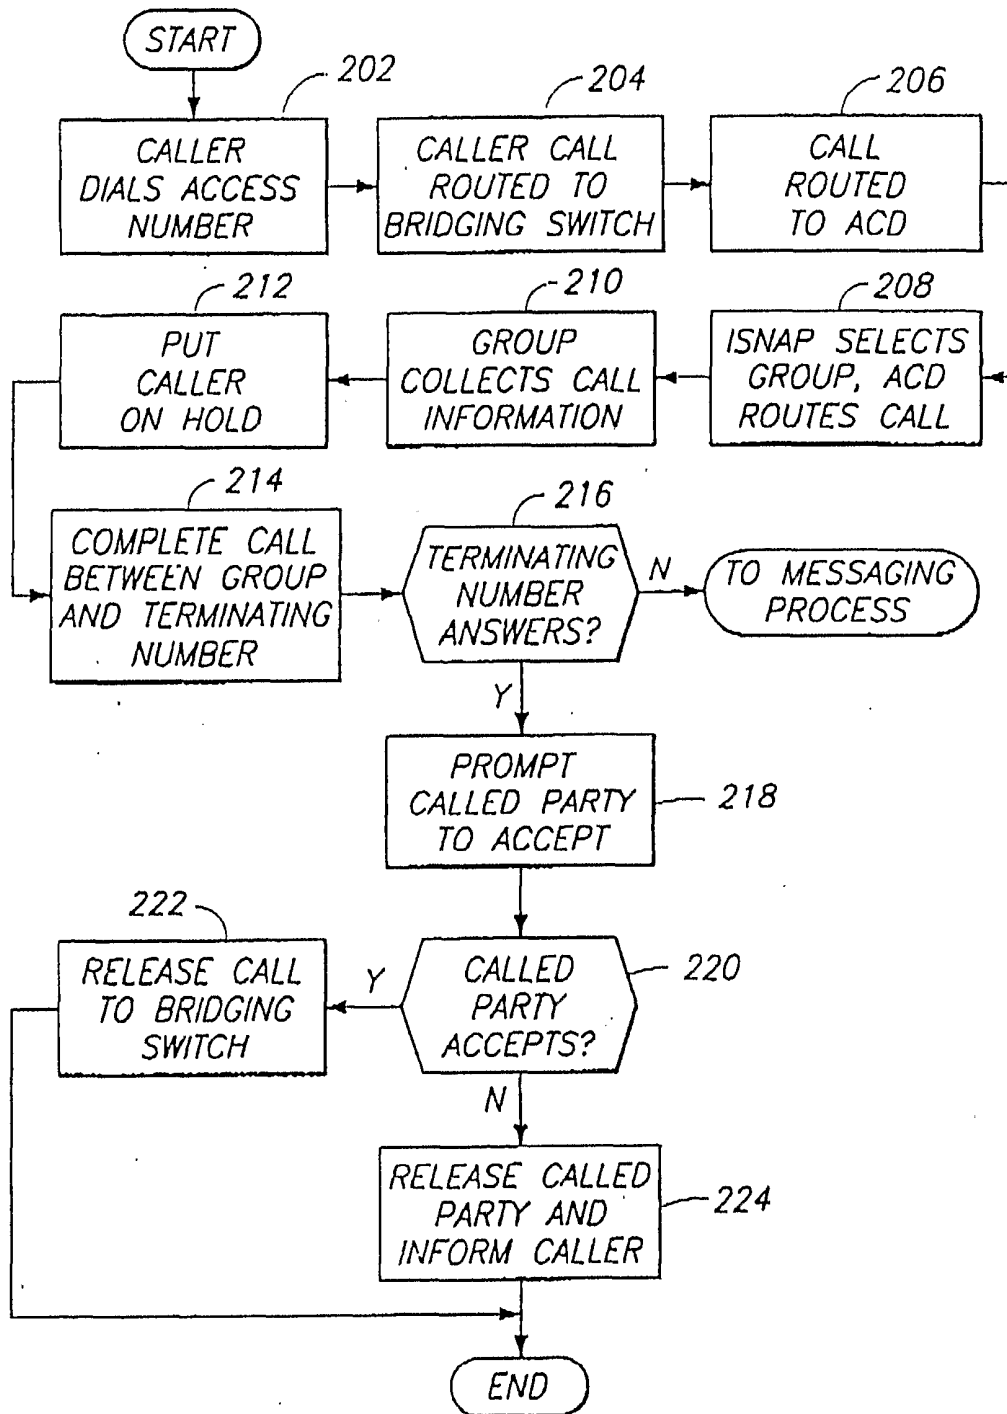 START
202
CALLER
DIALS ACCESS
NUMBER
204
CALLER CALL
ROUTED TO
BRIDGING SWITCH
206
CALL
ROUTED
TO ACD
208
ISNAP SELECTS
GROUP, ACD
ROUTES CALL
210
GROUP
COLLECTS CALL
INFORMATION
212
PUT
CALLER
ON HOLD
214
COMPLETE CALL
BETWEEN GROUP
AND TERMINATING
NUMBER
216
TERMINATING
NUMBER
ANSWERS?
N
TO MESSAGING
PROCESS
Y
PROMPT
CALLED PARTY
TO ACCEPT
218
CALLED
PARTY
ACCEPTS?
220
Y
222
RELEASE CALL
TO BRIDGING
SWITCH
N
RELEASE CALLED
PARTY AND
INFORM CALLER
224
END